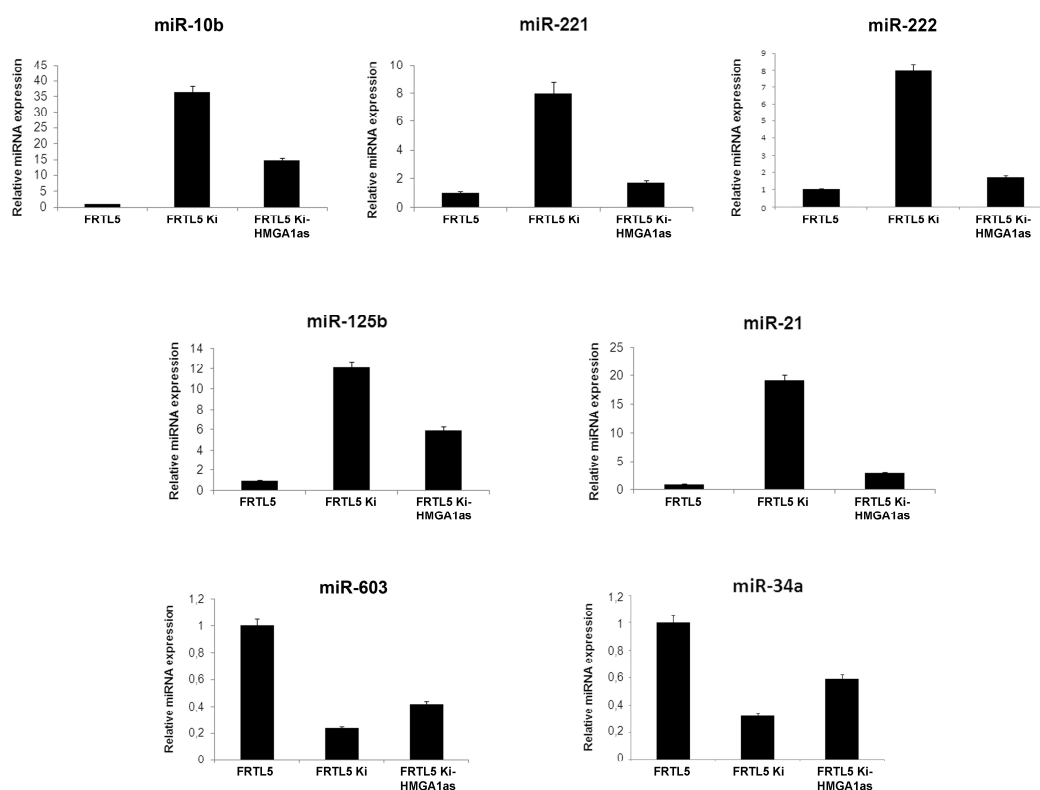 miR-10b
Relative miRNA expression
45
40
35
30
25
20
15
10
5
0
FRTL5
FRTL5 Ki
FRTL5 Ki-
HMGA1as
miR-221
Relative miRNA expression
10
8
6
4
2
0
FRTL5
FRTL5 Ki
FRTL5 Ki-
HMGA1as
miR-222
Relative miRNA expression
9
8
7
6
5
4
3
2
1
0
FRTL5
FRTL5 Ki
FRTL5 Ki-
HMGA1as
miR-125b
Relative miRNA expression
14
12
10
8
6
4
2
0
FRTL5
FRTL5 Ki
FRTL5 Ki-
HMGA1as
miR-21
Relative miRNA expression
25
20
15
10
5
0
FRTL5
FRTL5 Ki
FRTL5 Ki-
HMGA1as
miR-603
Relative miRNA expression
1,2
1
0,8
0,6
0,4
0,2
0
FRTL5
FRTL5 Ki
FRTL5 Ki-
HMGA1as
miR-34a
Relative miRNA expression
1,2
1
0,8
0,6
0,4
0,2
0
FRTL5
FRTL5 Ki
FRTL5 Ki-
HMGA1as